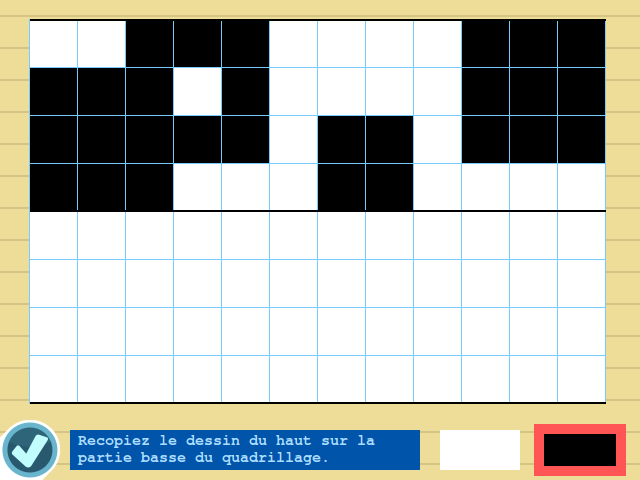 Recopiez le dessin du haut sur la
partie basse du quadrillage.